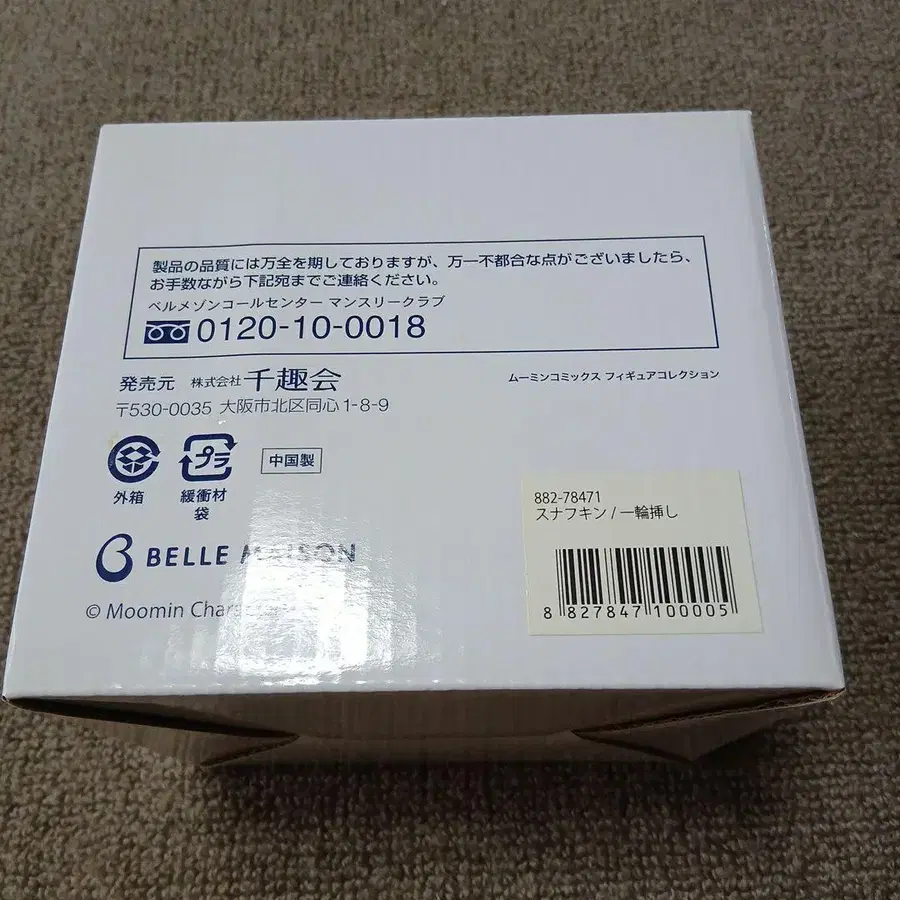 製品の品質には万全を期しておりますが、万一不都合な点がございましたら、
お手数ながら下記宛までご連絡ください。
ベルメゾンコールセンター マンスリークラブ
0120-10-0018
発売元 株式会社 千趣会
〒530-0035 大阪市北区同心1-8-9
ムーミンコミックス フィギュアコレクション
プラ
中国製
外箱
緩衝材
袋
BELLE MAISON
© Moomin
882-78471
スナフキン / 一輪挿し
8 827847 100005